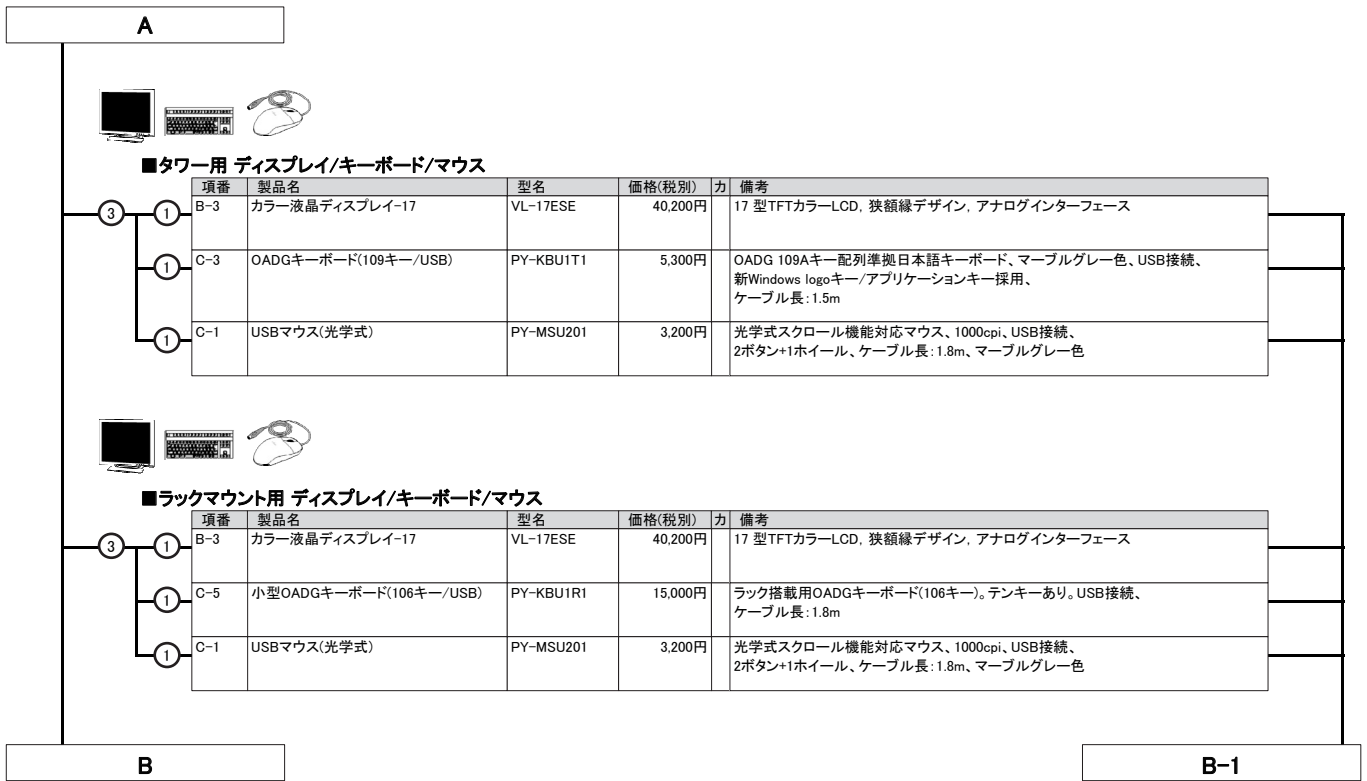 A
■タワー用 ディスプレイ/キーボード/マウス
項番 製品名 型名 価格(税別) カ 備考
3 1 B-3 カラー液晶ディスプレイ-17 VL-17ESE 40,200円 17 型TFTカラーLCD, 狭額縁デザイン, アナログインターフェース
1 C-3 OADGキーボード(109キー/USB) PY-KBU1T1 5,300円 OADG 109Aキー配列準拠日本語キーボード、マーブルグレー色、USB接続、
新Windows logoキー/アプリケーションキー採用、
ケーブル長:1.5m
1 C-1 USBマウス(光学式) PY-MSU201 3,200円 光学式スクロール機能対応マウス、1000cpi、USB接続、
2ボタン+1ホイール、ケーブル長:1.8m、マーブルグレー色
■ラックマウント用 ディスプレイ/キーボード/マウス
項番 製品名 型名 価格(税別) カ 備考
3 1 B-3 カラー液晶ディスプレイ-17 VL-17ESE 40,200円 17 型TFTカラーLCD, 狭額縁デザイン, アナログインターフェース
1 C-5 小型OADGキーボード(106キー/USB) PY-KBU1R1 15,000円 ラック搭載用OADGキーボード(106キー)。テンキーあり。USB接続、
ケーブル長:1.8m
1 C-1 USBマウス(光学式) PY-MSU201 3,200円 光学式スクロール機能対応マウス、1000cpi、USB接続、
2ボタン+1ホイール、ケーブル長:1.8m、マーブルグレー色
B B-1